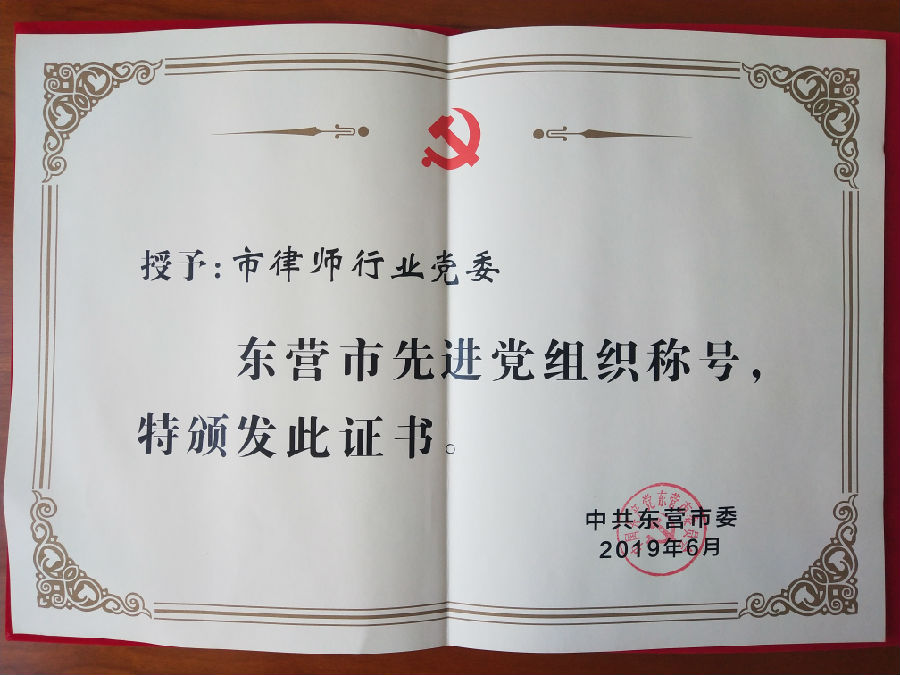 授予:市律师行业党委
东营市先进党组织称号,
特颁发此证书。
中共东营市委
2019年6月